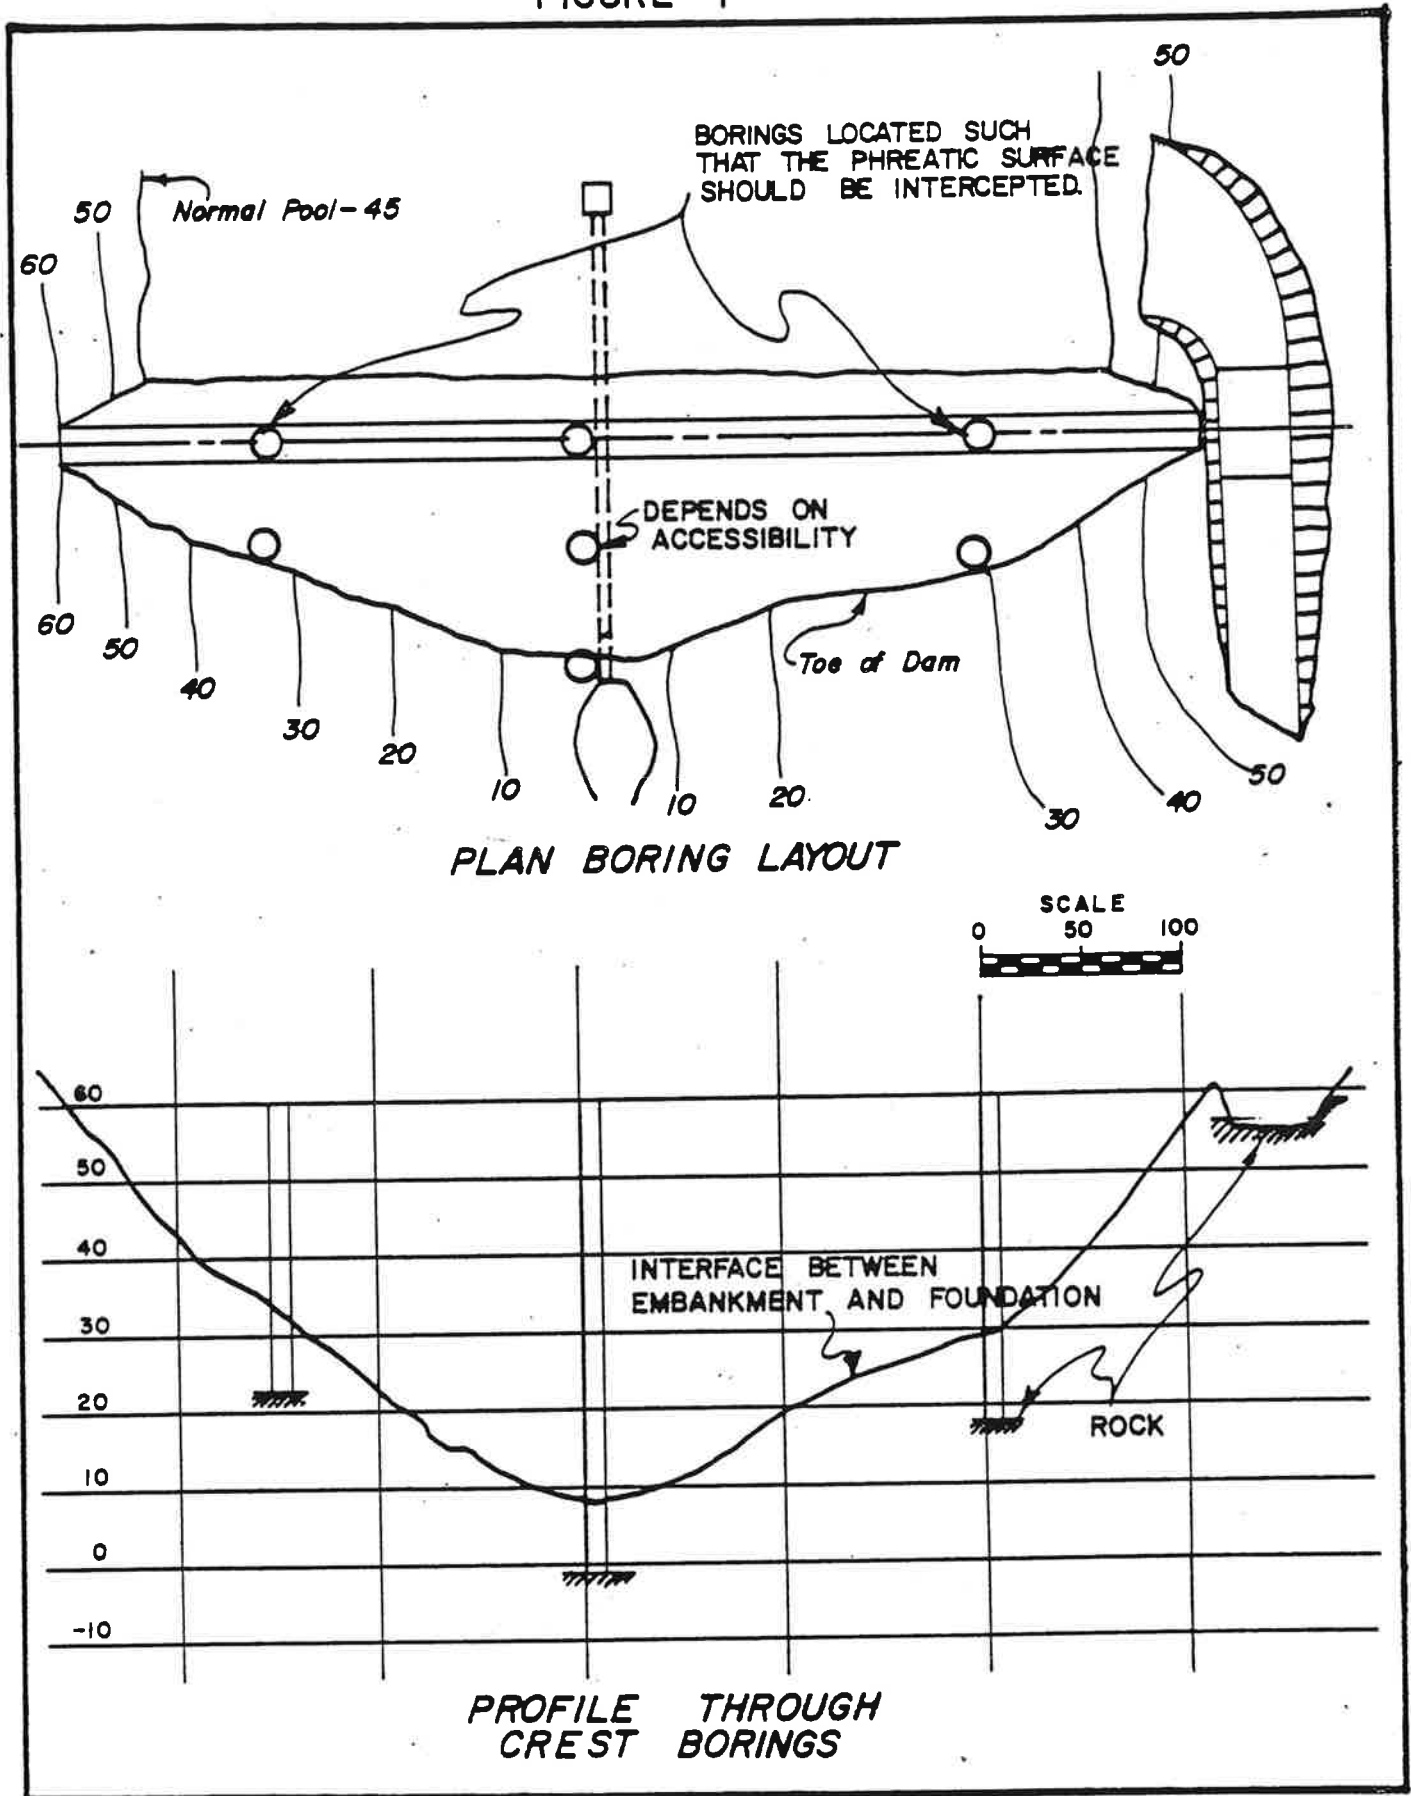 FIGURE 1
50
BORINGS LOCATED SUCH
THAT THE PHREATIC SURFACE
SHOULD BE INTERCEPTED.
Normal Pool-45
50
60
DEPENDS ON
ACCESSIBILITY
60
50
40
30
20
10
Toe of Dam
10
20
30
40
50
PLAN BORING LAYOUT
SCALE
0 50 100
60
50
40
30
20
10
0
-10
INTERFACE BETWEEN
EMBANKMENT AND FOUNDATION
ROCK
PROFILE THROUGH
CREST BORINGS